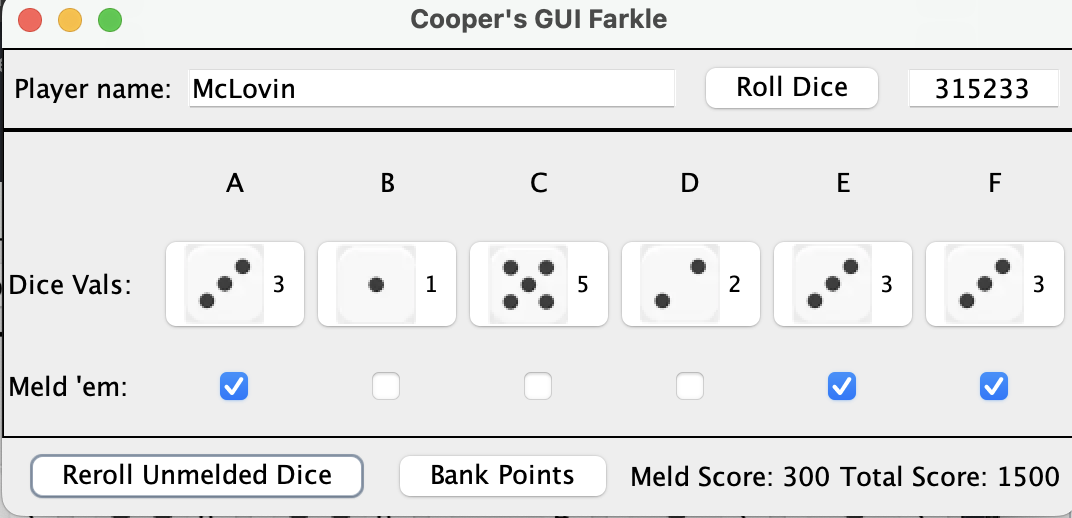 Cooper's GUI Farkle
Player name: McLovin Roll Dice 315233
A B C D E F
Dice Vals: 3 1 5 2 3 3
Meld 'em:
Reroll Unmelded Dice Bank Points Meld Score: 300 Total Score: 1500